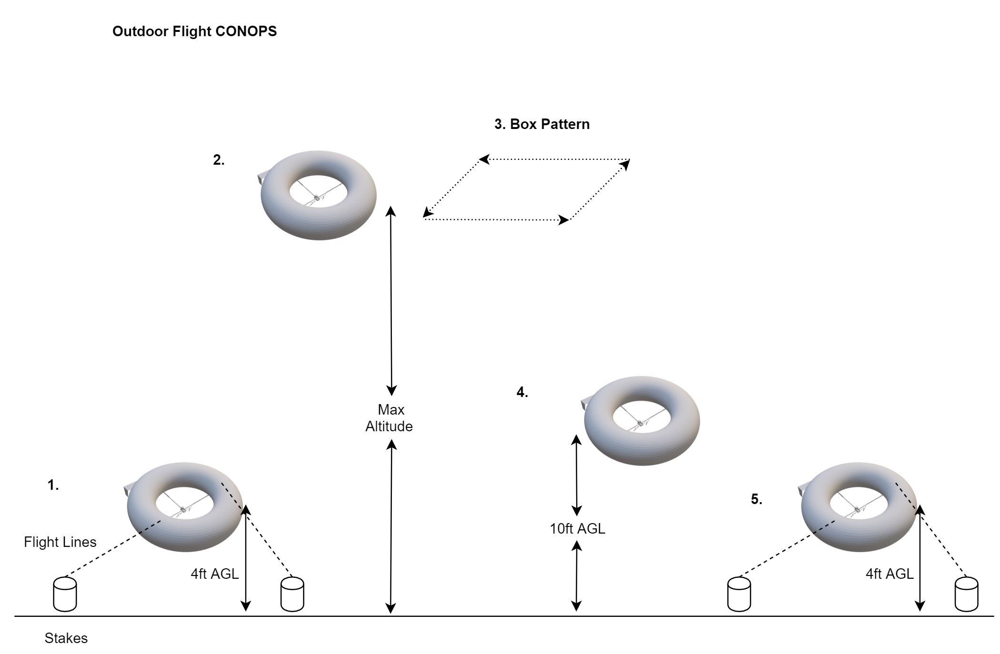 Outdoor Flight CONOPS
3. Box Pattern
2.
4.
Max
Altitude
1.
5.
10ft AGL
Flight Lines
4ft AGL
4ft AGL
Stakes